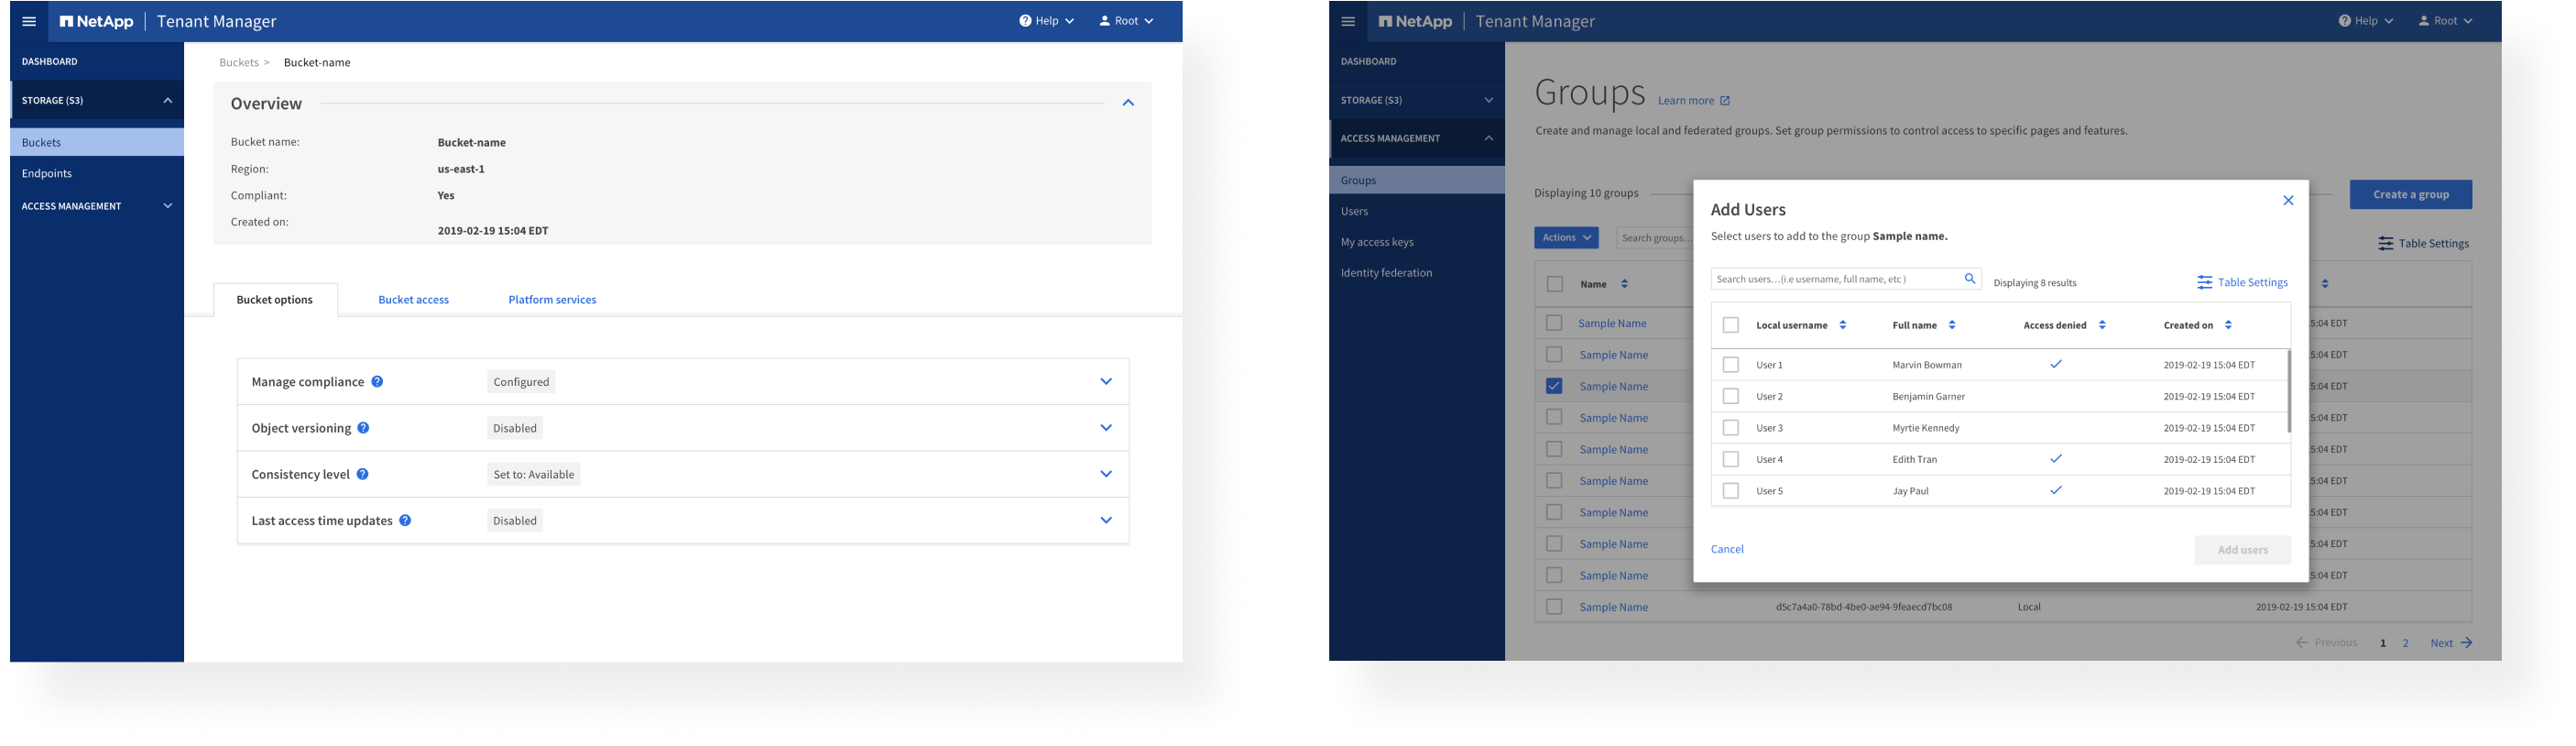 NetApp | Tenant Manager
Help
Root
DASHBOARD
STORAGE (S3)
Buckets
Endpoints
ACCESS MANAGEMENT
Buckets > Bucket-name
Overview
Bucket name: Bucket-name
Region: us-east-1
Compliant: Yes
Created on: 2019-02-19 15:04 EDT
Bucket options Bucket access Platform services
Manage compliance Configured
Object versioning Disabled
Consistency level Set to: Available
Last access time updates Disabled
NetApp | Tenant Manager
Help
Root
DASHBOARD
STORAGE (S3)
ACCESS MANAGEMENT
Groups
Users
My access keys
Identity federation
Groups Learn more
Create and manage local and federated groups. Set group permissions to control access to specific pages and features.
Displaying 10 groups
Create a group
Actions
Search groups...
Table Settings
Name
Sample Name 5:04 EDT
Sample Name 5:04 EDT
Sample Name 5:04 EDT
Sample Name 5:04 EDT
Sample Name 5:04 EDT
Sample Name 5:04 EDT
Sample Name 5:04 EDT
Sample Name 5:04 EDT
Sample Name 5:04 EDT
Sample Name d5c7a4a0-78bd-4be0-ae94-9feaecd7bc08 Local 2019-02-19 15:04 EDT
Previous 1 2 Next
Add Users
Select users to add to the group Sample name.
Search users...(i.e username, full name, etc )
Displaying 8 results
Table Settings
Local username Full name Access denied Created on
User 1 Marvin Bowman 2019-02-19 15:04 EDT
User 2 Benjamin Garner 2019-02-19 15:04 EDT
User 3 Myrtie Kennedy 2019-02-19 15:04 EDT
User 4 Edith Tran 2019-02-19 15:04 EDT
User 5 Jay Paul 2019-02-19 15:04 EDT
Cancel
Add users